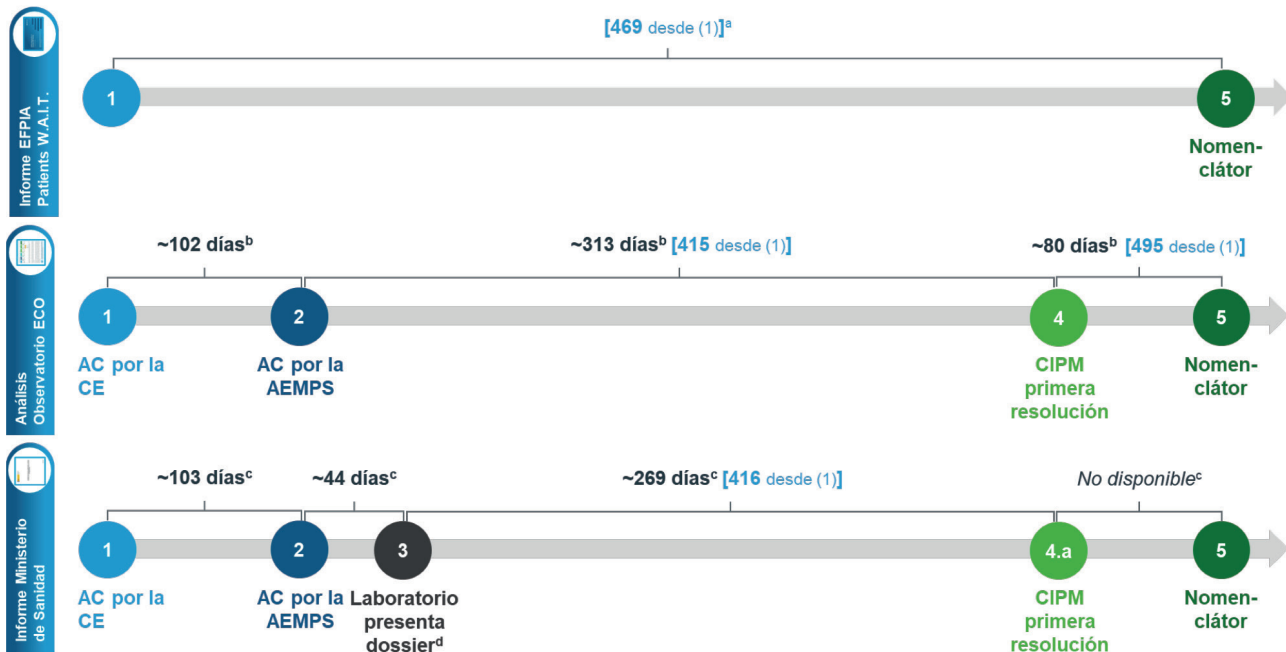 Informe EFPIA
Patients W.A.I.T.
[469 desde (1)]ª
1
5
Nomen-
clátor
Análisis
Observatorio ECO
~102 díasᵇ
~313 díasᵇ [415 desde (1)]
~80 díasᵇ [495 desde (1)]
1
2
4
5
AC por la
CE
AC por la
AEMPS
CIPM
primera
resolución
Nomen-
clátor
Informe Ministerio
de Sanidad
~103 díasᶜ
~44 díasᶜ
~269 díasᶜ [416 desde (1)]
No disponibleᶜ
1
2
3
4.a
5
AC por la
CE
AC por la
AEMPS
Laboratorio
presenta
dossierᵈ
CIPM
primera
resolución
Nomen-
clátor